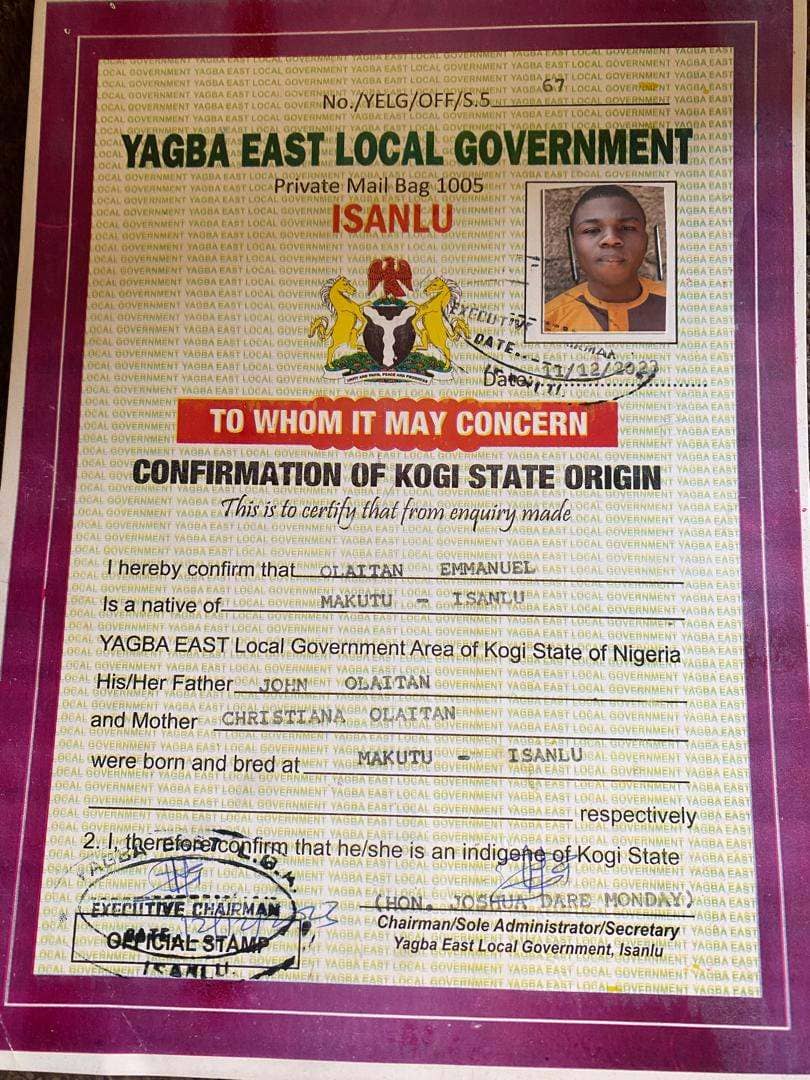 No./YELG/OFF/S.5 67
YAGBA EAST LOCAL GOVERNMENT
Private Mail Bag 1005
ISANLU
EXECUTIVE CHAIRMAN
DATE
Date: 11/12/2023
TO WHOM IT MAY CONCERN
CONFIRMATION OF KOGI STATE ORIGIN
This is to certify that from enquiry made
I hereby confirm that OLAITAN EMMANUEL
Is a native of MAKUTU - ISANLU
YAGBA EAST Local Government Area of Kogi State of Nigeria
His/Her Father JOHN OLAITAN
and Mother CHRISTIANA OLAITAN
were born and bred at MAKUTU - ISANLU
respectively
2. I, therefore confirm that he/she is an indigene of Kogi State
YAGBA EAST L.G.A.
EXECUTIVE CHAIRMAN
DATE
OFFICIAL STAMP
ISANLU
(HON. JOSHUA DARE MONDAY)
Chairman/Sole Administrator/Secretary
Yagba East Local Government, Isanlu